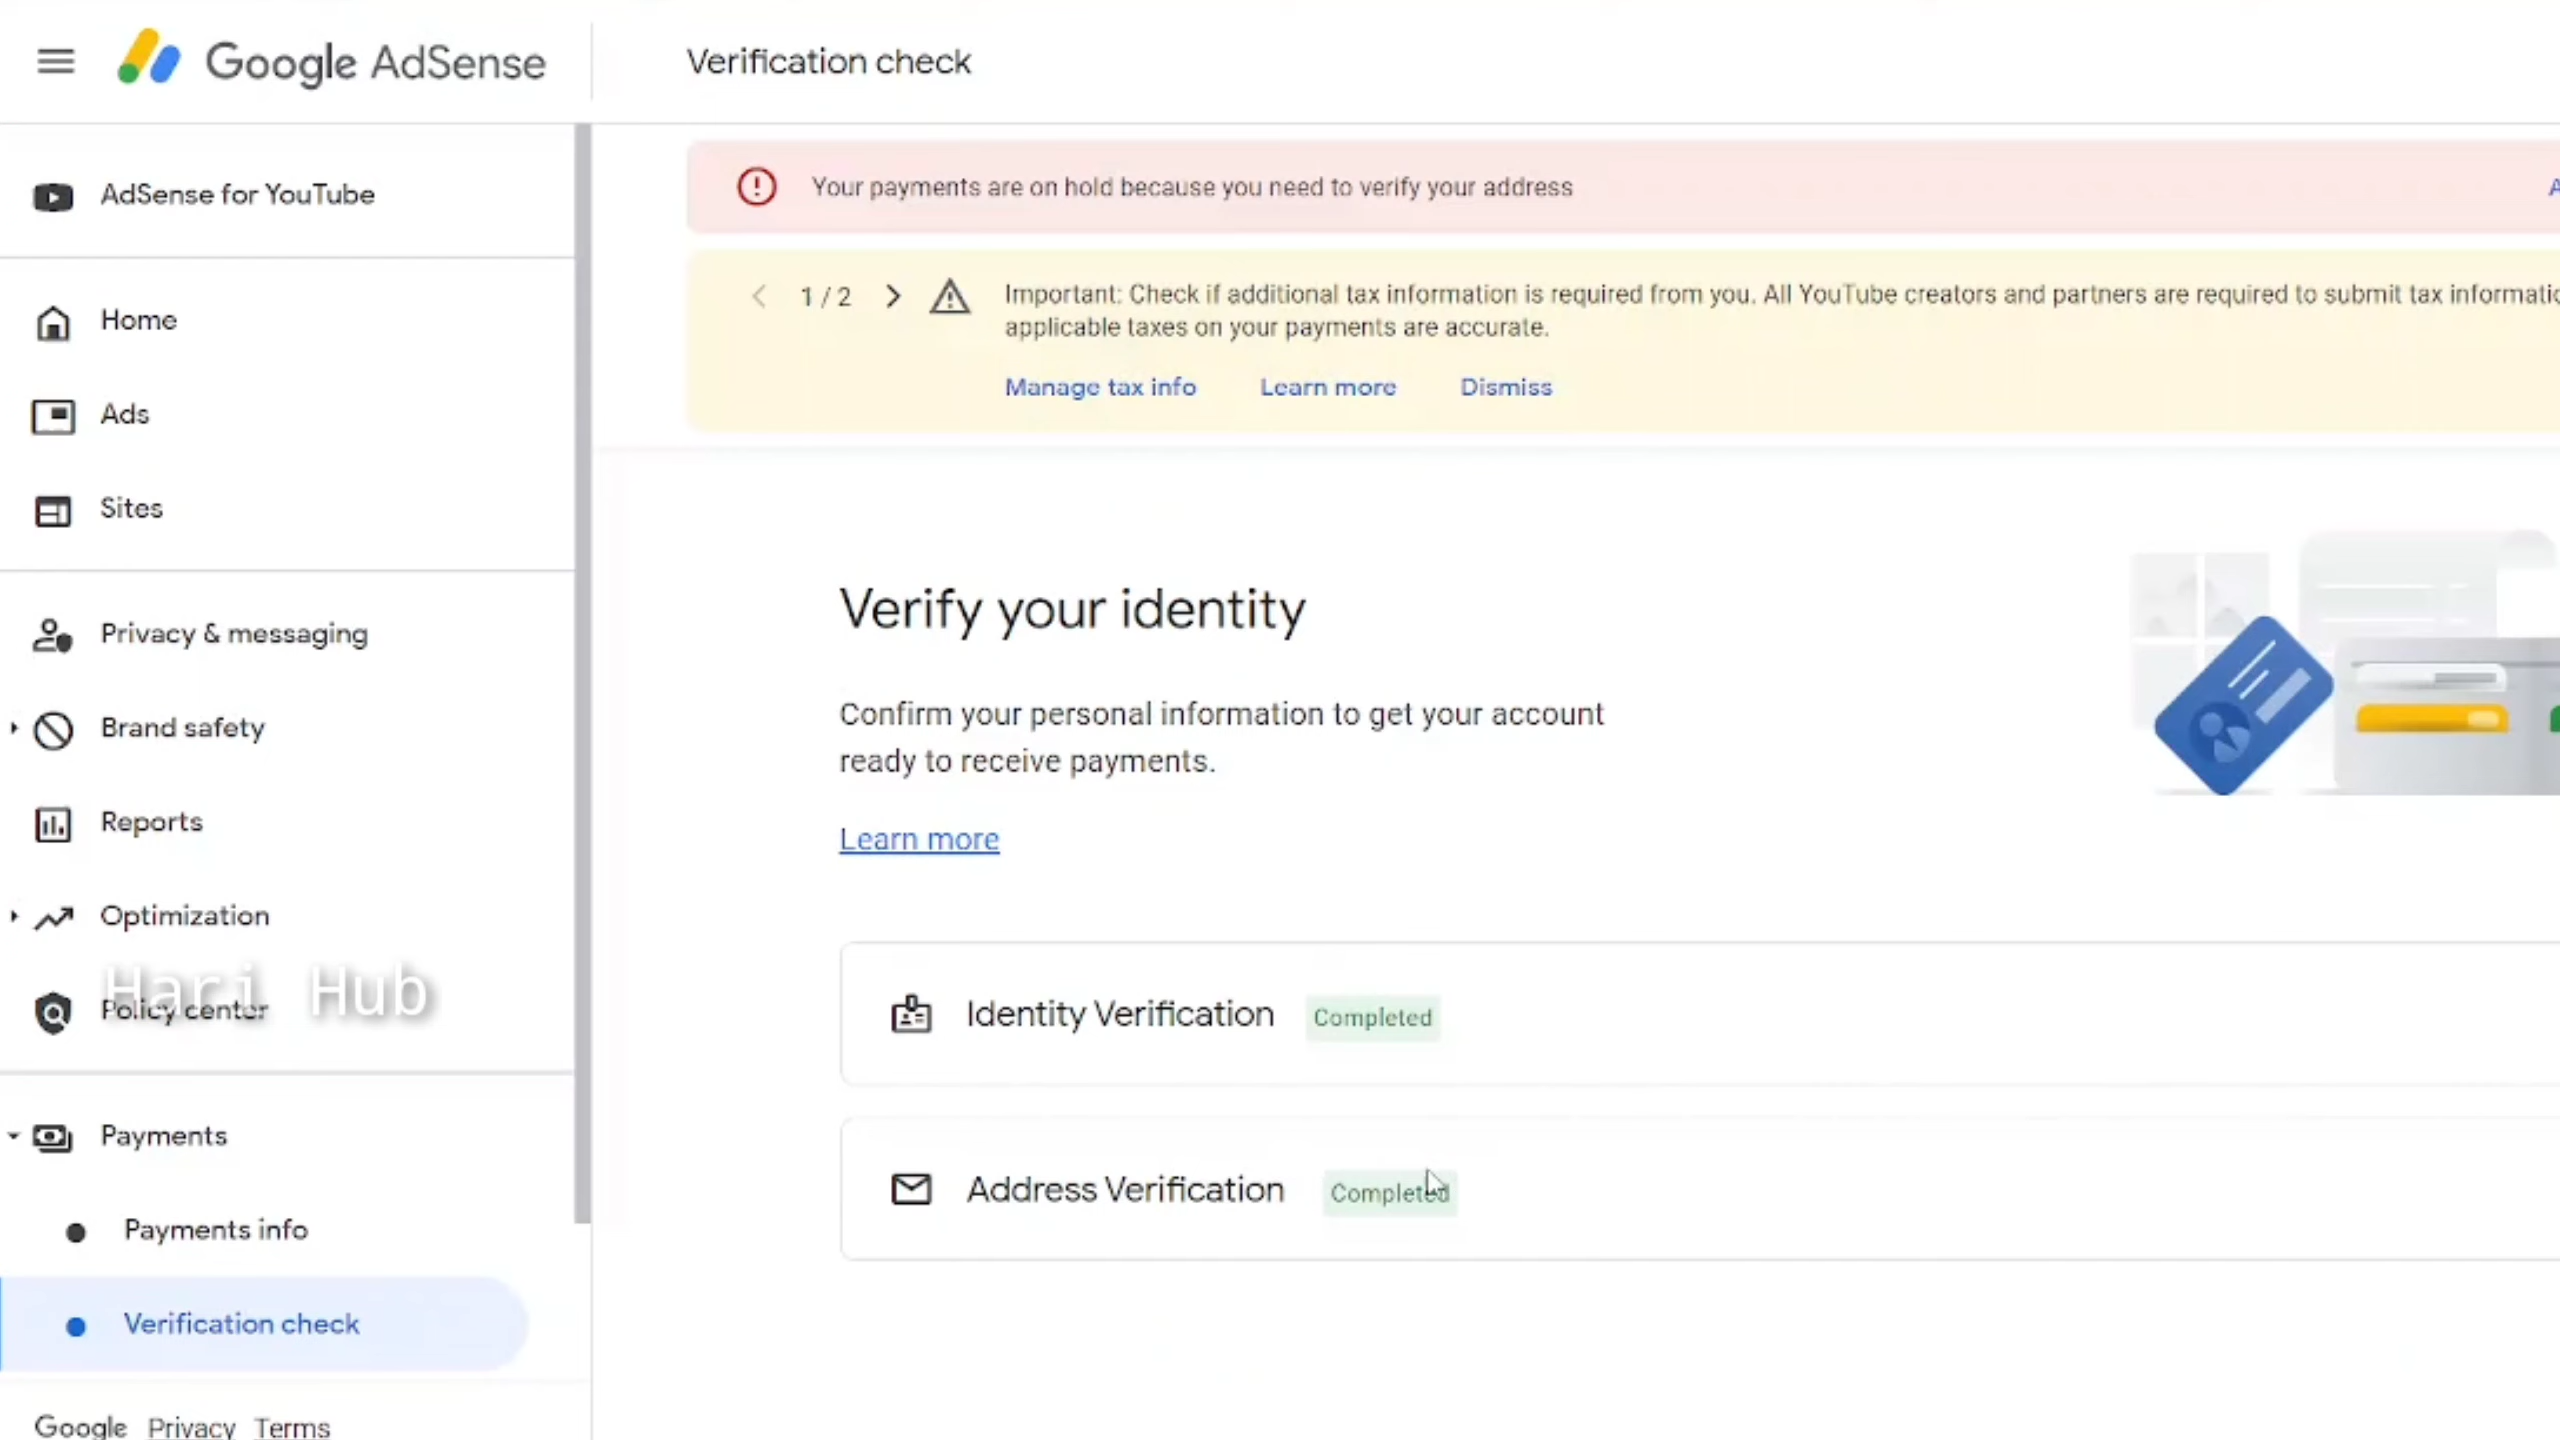 Google AdSense
Verification check
AdSense for YouTube
Home
Ads
Sites
Privacy & messaging
Brand safety
Reports
Optimization
Policy center
Hari Hub
Payments
Payments info
Verification check
Google Privacy Terms
Your payments are on hold because you need to verify your address
1 / 2
Important: Check if additional tax information is required from you. All YouTube creators and partners are required to submit tax
applicable taxes on your payments are accurate.
Manage tax info Learn more Dismiss
Verify your identity
Confirm your personal information to get your account
ready to receive payments.
Learn more
Identity Verification Completed
Address Verification Completed